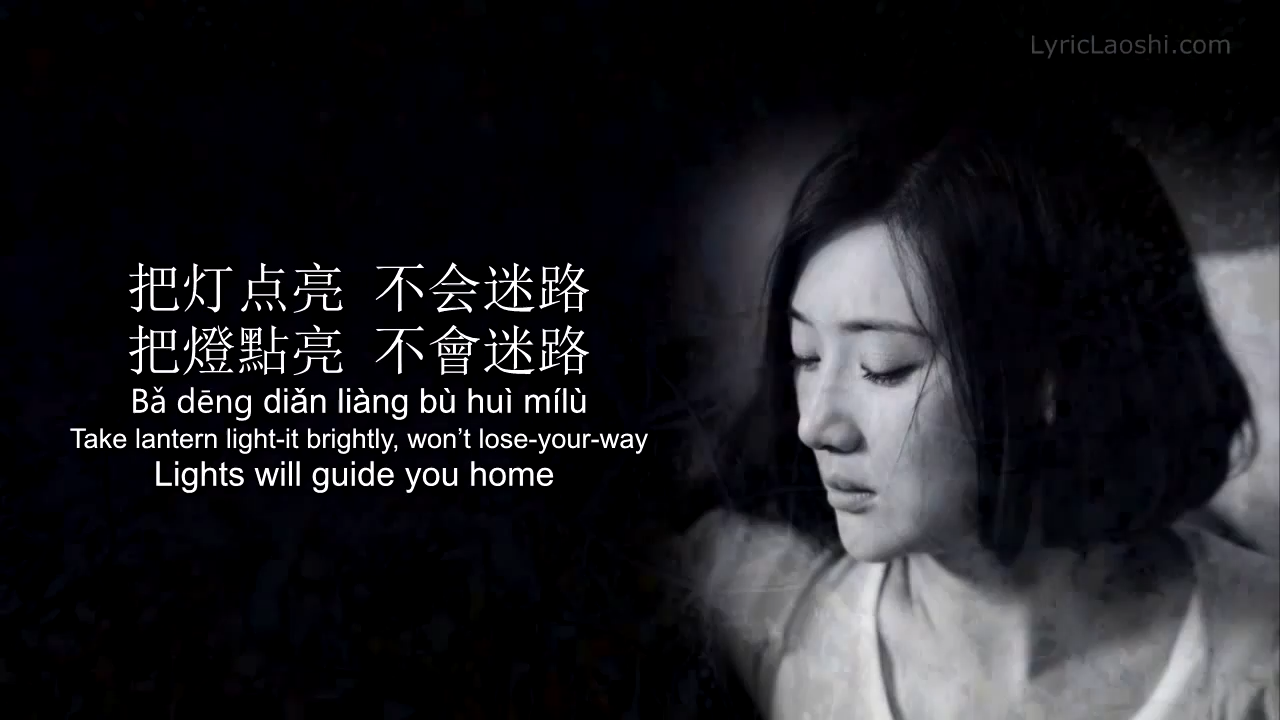 LyricLaoshi.com
把灯点亮 不会迷路
把燈點亮 不會迷路
Bǎ dēng diǎn liàng bù huì mílù
Take lantern light-it brightly, won’t lose-your-way
Lights will guide you home